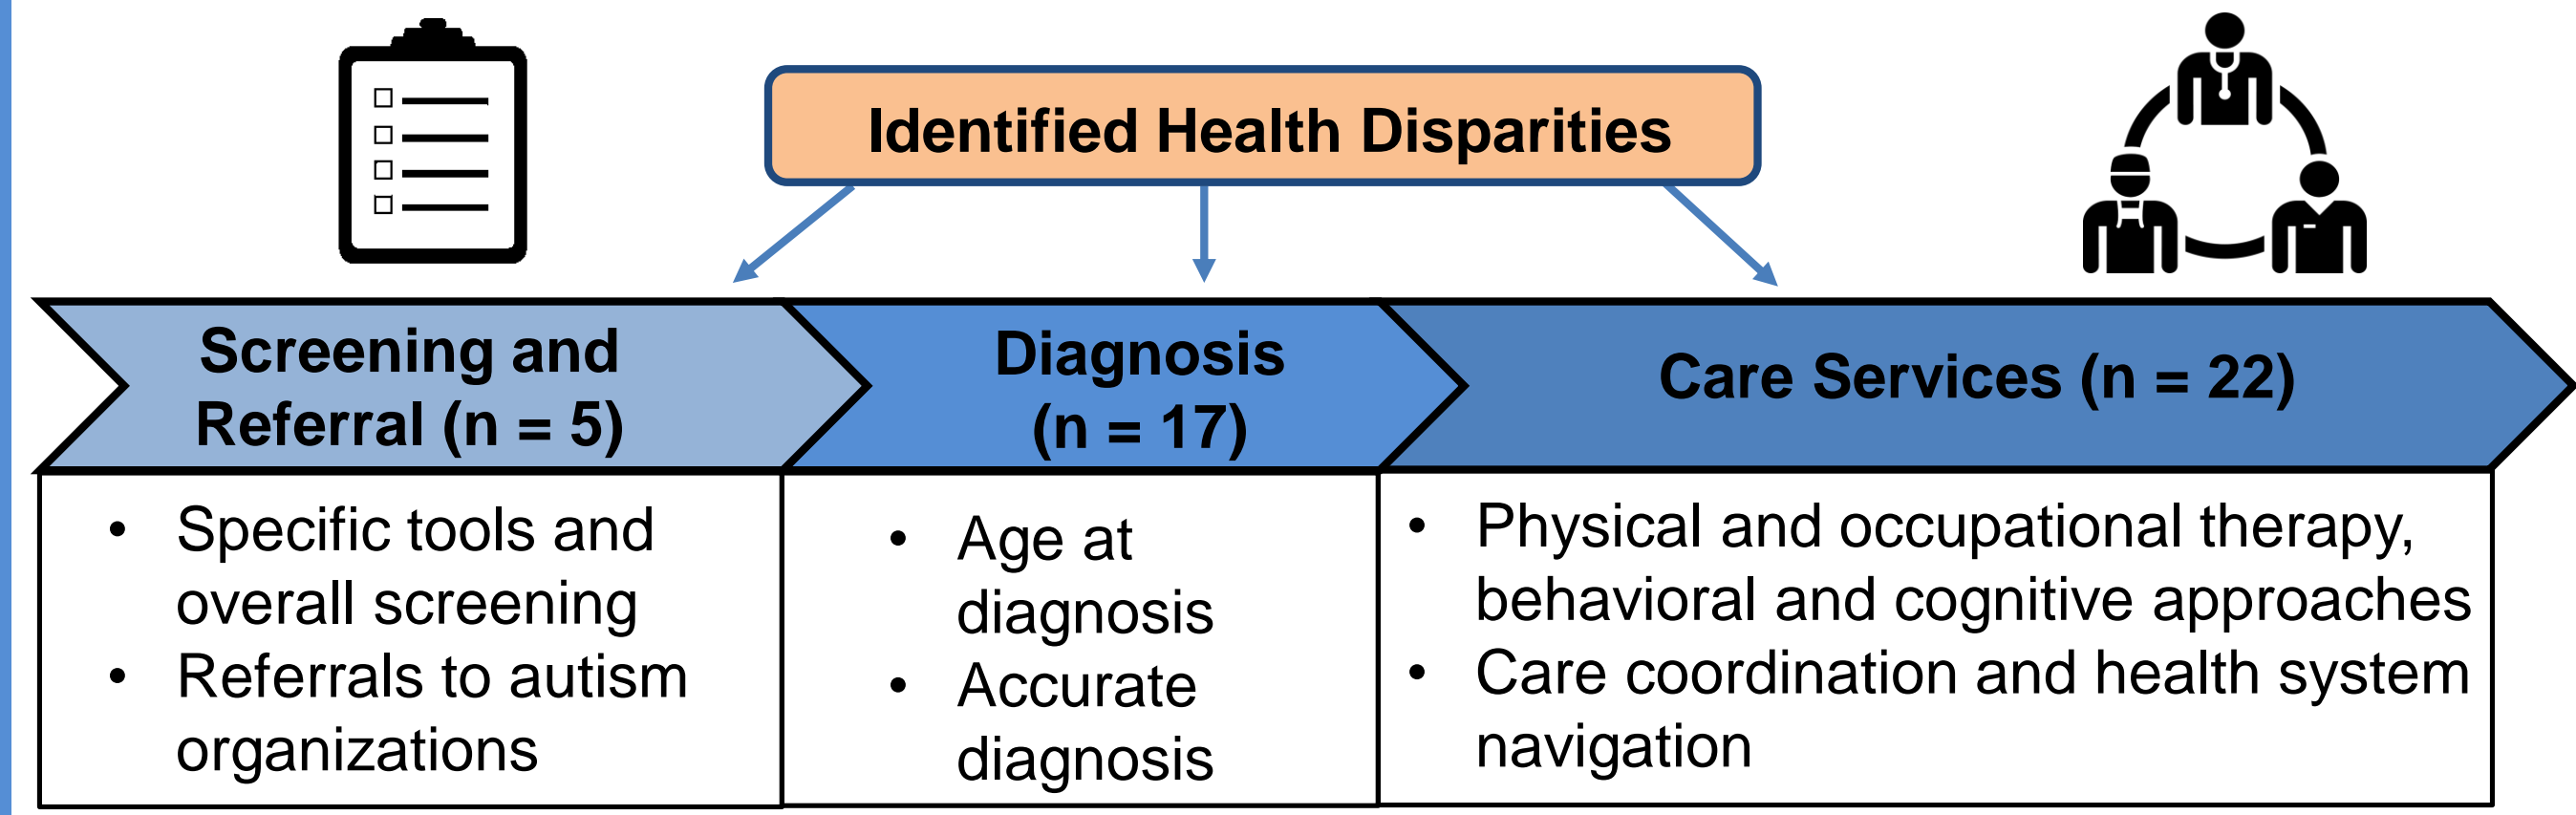 Identified Health Disparities
Screening and
Referral (n = 5)
Diagnosis
(n = 17)
Care Services (n = 22)
• Specific tools and
overall screening
• Referrals to autism
organizations
• Age at
diagnosis
• Accurate
diagnosis
• Physical and occupational therapy,
behavioral and cognitive approaches
• Care coordination and health system
navigation